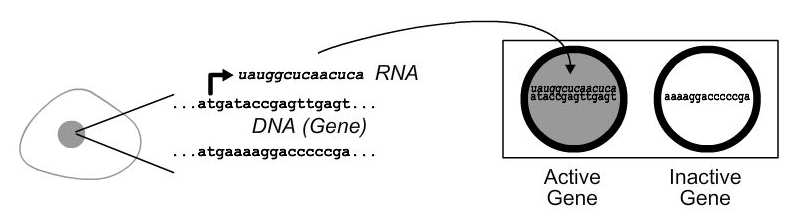 uauggcucaacuca RNA
...atgataccgagttgagt...
DNA (Gene)
...atgaaaaggacccccga...
uauggcucaacuca
ataccgagttgagt
aaaaggacccccga
Active
Gene
Inactive
Gene